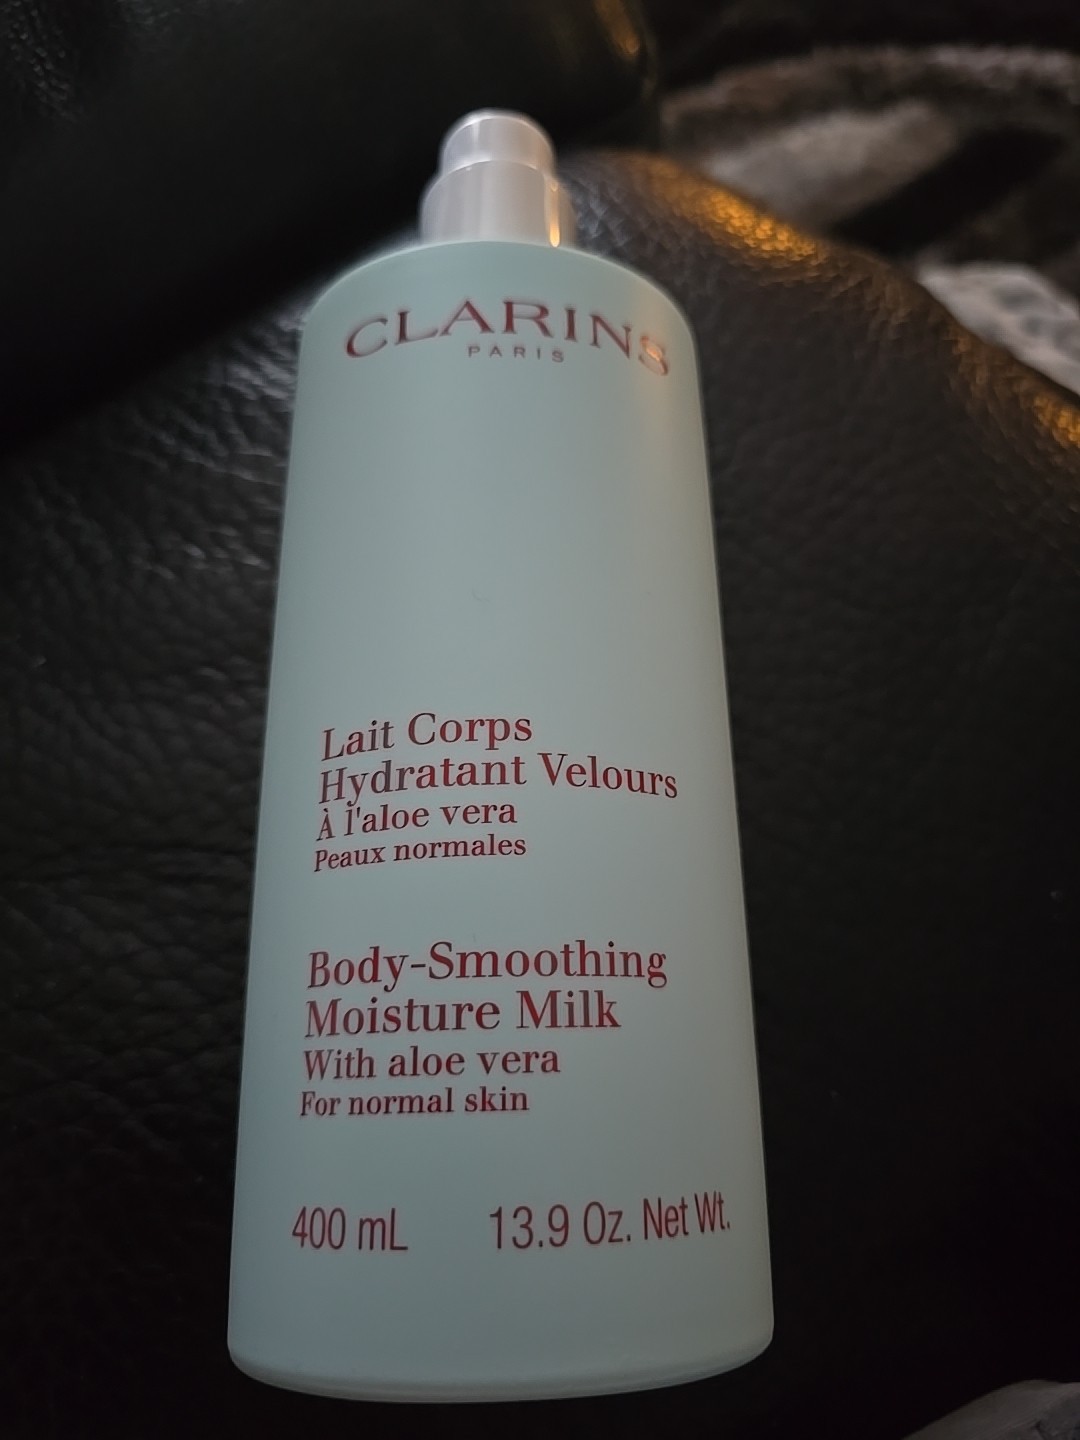 CLARINS
PARIS
Lait Corps
Hydratant Velours
À l'aloe vera
Peaux normales
Body-Smoothing
Moisture Milk
With aloe vera
For normal skin
400 mL 13.9 Oz. Net Wt.